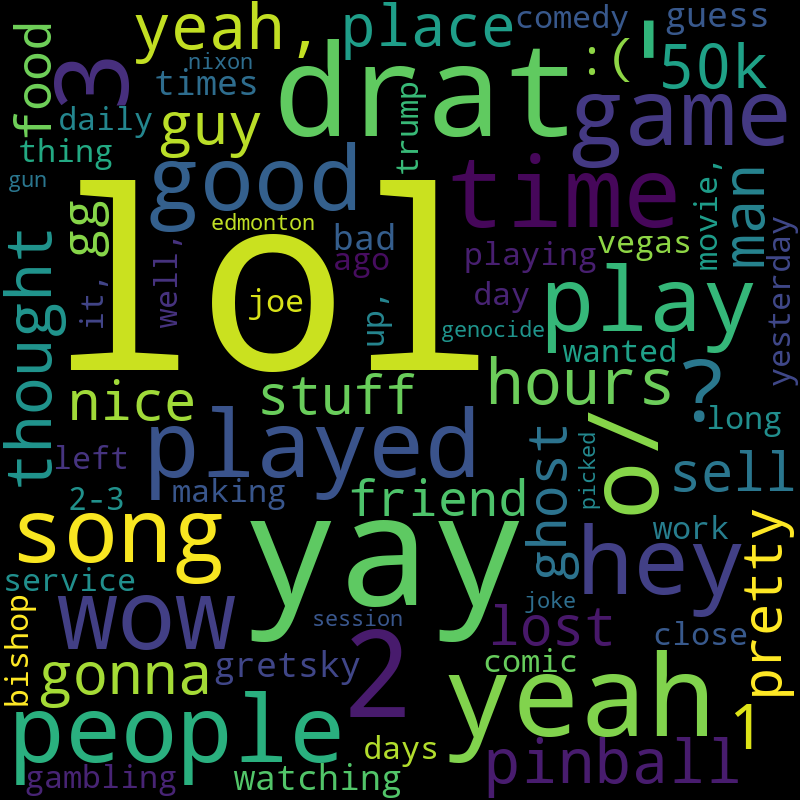 yeah,
place
comedy
guess
food
3
nixon
times
drat
:(
'
50k
daily
guy
trump
game
thing
gun
good
time
man
movie,
lol
gg
it,
well,
edmonton
bad
ago
joe
up,
playing
vegas
day
play
yesterday
thought
genocide
wanted
nice
stuff
hours
?
long
left
played
o/
2-3
making
friend
ghost
picked
sell
song
yay
work
hey
pretty
service
wow
session
joke
lost
close
bishop
gonna
gretsky
2
comic
yeah
1
people
days
pinball
gambling
watching